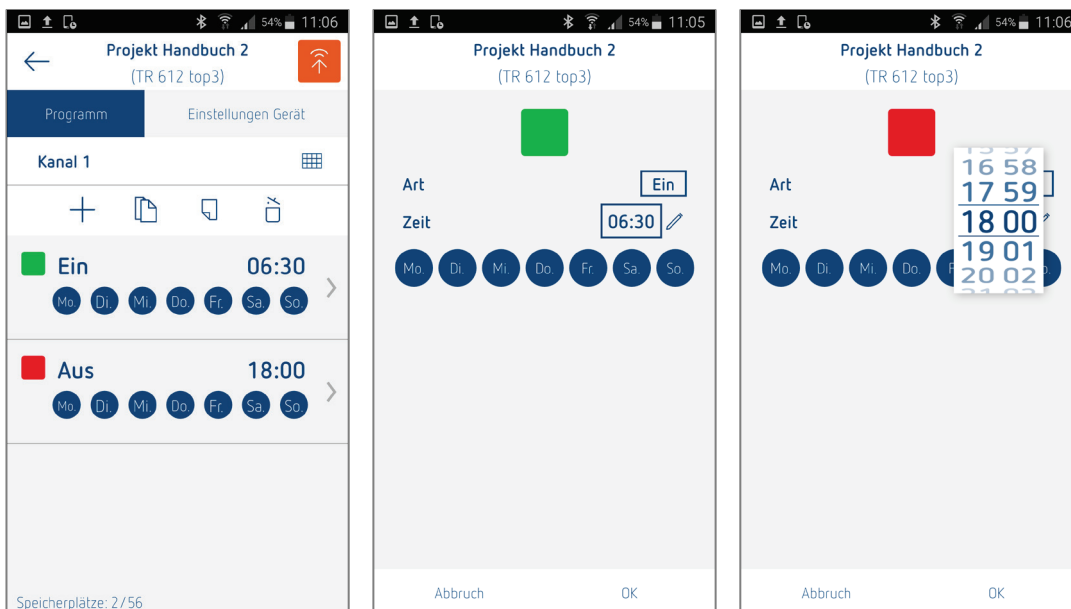 54% 11:06
Projekt Handbuch 2
(TR 612 top3)
Programm Einstellungen Gerät
Kanal 1
Ein 06:30
Mo. Di. Mi. Do. Fr. Sa. So.
Aus 18:00
Mo. Di. Mi. Do. Fr. Sa. So.
Speicherplätze: 2/56
54% 11:05
Projekt Handbuch 2
(TR 612 top3)
Art Ein
Zeit 06:30
Mo. Di. Mi. Do. Fr. Sa. So.
Abbruch OK
54% 11:06
Projekt Handbuch 2
(TR 612 top3)
Art
16 58
17 59
Zeit
18 00
19 01
Mo. Di. Mi. Do.
20 02
Abbruch OK